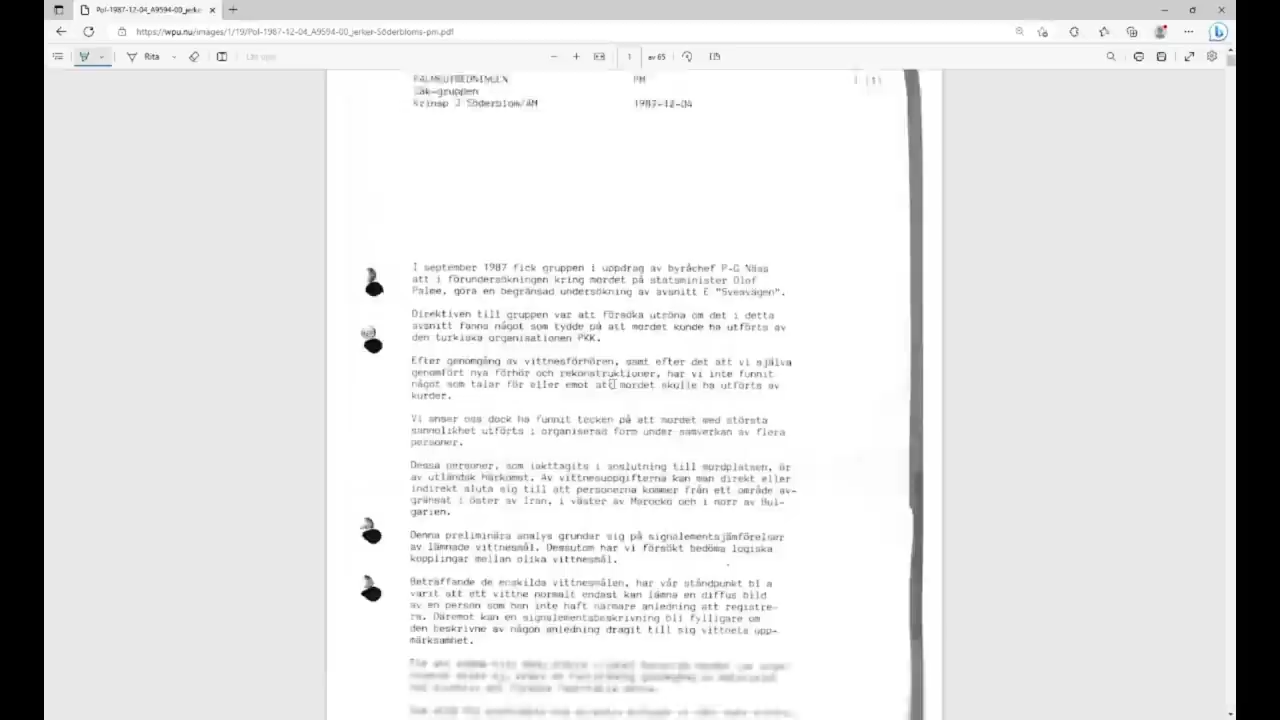 Pol-1987-12-04_A9594-00_jerke
https://wpu.nu/images/1/19/Pol-1987-12-04_A9594-00_jerker-Söderbloms-pm.pdf
Rita
1 av 65
PALMEUTREDNINGEN PM 1 (1)
Säk-gruppen
Krinsp J Söderblom/AM 1987-12-04
I september 1987 fick gruppen i uppdrag av byråchef P-G Näss
att i förundersökningen kring mordet på statsminister Olof
Palme, göra en begränsad undersökning av avsnitt E "Sveavägen".
Direktiven till gruppen var att försöka utröna om det i detta
avsnitt fanns något som tydde på att mordet kunde ha utförts av
den turkiska organisationen PKK.
Efter genomgång av vittnesförhören, samt efter det att vi själva
genomfört nya förhör och rekonstruktioner, har vi inte funnit
något som talar för eller emot att mordet skulle ha utförts av
kurder.
Vi anser oss dock ha funnit tecken på att mordet med största
sannolikhet utförts i organiserad form under samverkan av flera
personer.
Dessa personer, som iakttagits i anslutning till mordplatsen, är
av utländsk härkomst. Av vittnesuppgifterna kan man direkt eller
indirekt sluta sig till att personerna kommer från ett område av-
gränsat i öster av Iran, i väster av Marocko och i norr av Bul-
garien.
Denna preliminära analys grundar sig på signalementsjämförelser
av lämnade vittnesmål. Dessutom har vi försökt bedöma logiska
kopplingar mellan olika vittnesmål.
Beträffande de enskilda vittnesmålen, har vår ståndpunkt bl a
varit att ett vittne normalt endast kan lämna en diffus bild
av en person som han inte haft närmare anledning att registre-
ra. Däremot kan en signalementsbeskrivning bli fylligare om
den beskrivne av någon anledning dragit till sig vittnets upp-
märksamhet.